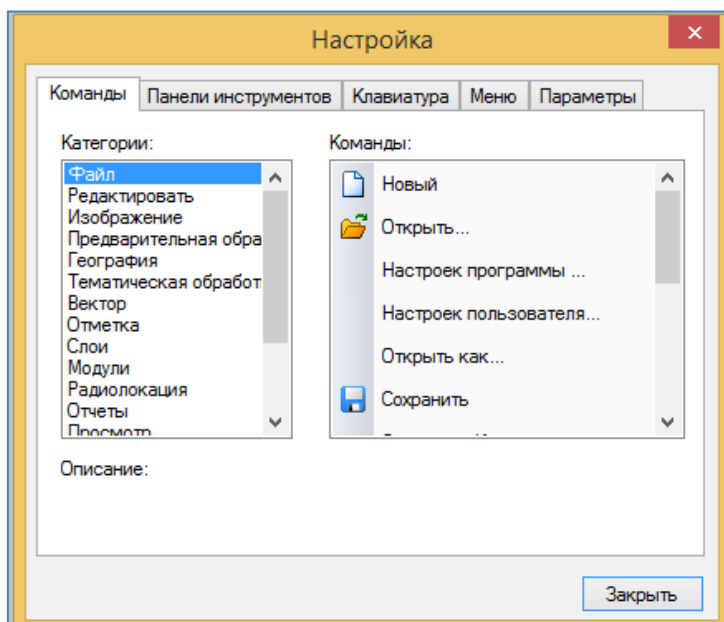 Настройка
Команды Панели инструментов Клавиатура Меню Параметры
Категории:
Файл
Редактировать
Изображение
Предварительная обра
География
Тематическая обработ
Вектор
Отметка
Слои
Модули
Радиолокация
Отчеты
Просмотр
Команды:
Новый
Открыть...
Настроек программы ...
Настроек пользователя...
Открыть как...
Сохранить
Описание:
Закрыть